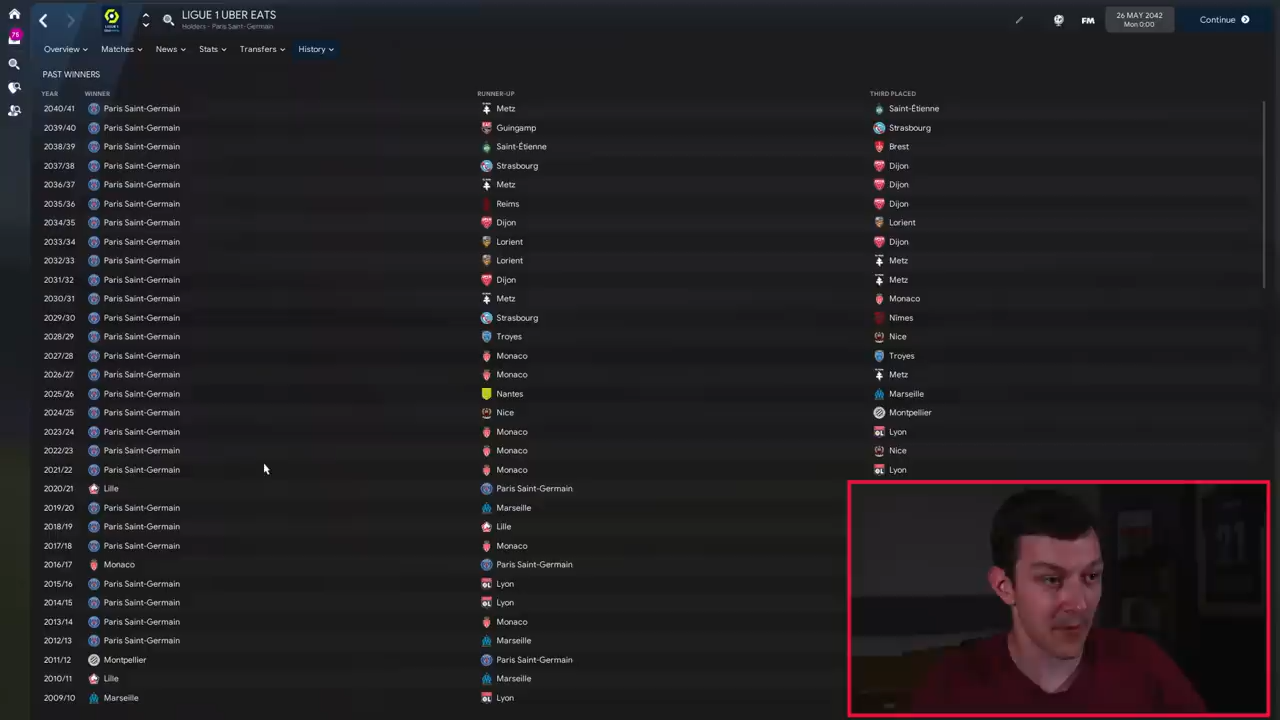 LIGUE 1 UBER EATS
Holders - Paris Saint-Germain
26 MAY 2042
Mon 0:00
FM
Continue
75
Overview Matches News Stats Transfers History
PAST WINNERS
YEAR WINNER RUNNER-UP THIRD PLACED
2040/41 Paris Saint-Germain Metz Saint-Étienne
2039/40 Paris Saint-Germain Guingamp Strasbourg
2038/39 Paris Saint-Germain Saint-Étienne Brest
2037/38 Paris Saint-Germain Strasbourg Dijon
2036/37 Paris Saint-Germain Metz Dijon
2035/36 Paris Saint-Germain Reims Dijon
2034/35 Paris Saint-Germain Dijon Lorient
2033/34 Paris Saint-Germain Lorient Dijon
2032/33 Paris Saint-Germain Lorient Metz
2031/32 Paris Saint-Germain Dijon Metz
2030/31 Paris Saint-Germain Metz Monaco
2029/30 Paris Saint-Germain Strasbourg Nîmes
2028/29 Paris Saint-Germain Troyes Nice
2027/28 Paris Saint-Germain Monaco Troyes
2026/27 Paris Saint-Germain Monaco Metz
2025/26 Paris Saint-Germain Nantes Marseille
2024/25 Paris Saint-Germain Nice Montpellier
2023/24 Paris Saint-Germain Monaco Lyon
2022/23 Paris Saint-Germain Monaco Nice
2021/22 Paris Saint-Germain Monaco Lyon
2020/21 Lille Paris Saint-Germain
2019/20 Paris Saint-Germain Marseille
2018/19 Paris Saint-Germain Lille
2017/18 Paris Saint-Germain Monaco
2016/17 Monaco Paris Saint-Germain
2015/16 Paris Saint-Germain Lyon
2014/15 Paris Saint-Germain Lyon
2013/14 Paris Saint-Germain Monaco
2012/13 Paris Saint-Germain Marseille
2011/12 Montpellier Paris Saint-Germain
2010/11 Lille Marseille
2009/10 Marseille Lyon